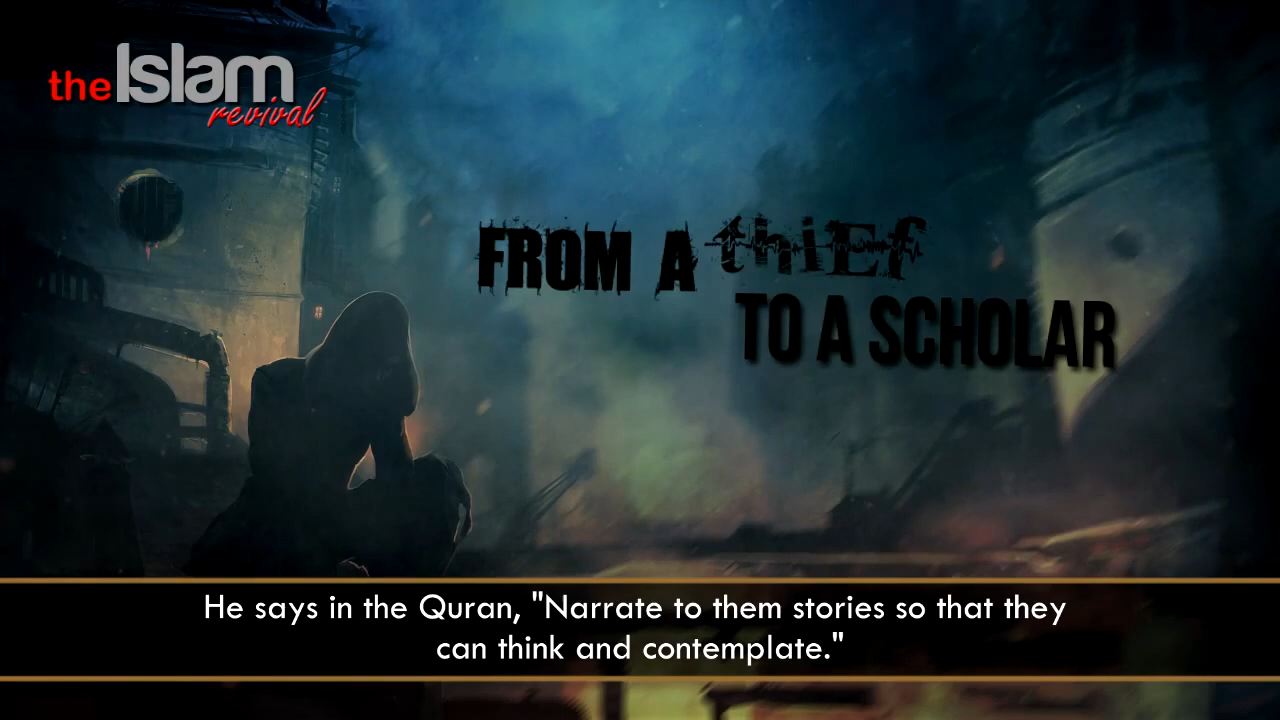 the Islam
revival
FROM A thiEf
TO A SCHOLAR
He says in the Quran, "Narrate to them stories so that they
can think and contemplate."